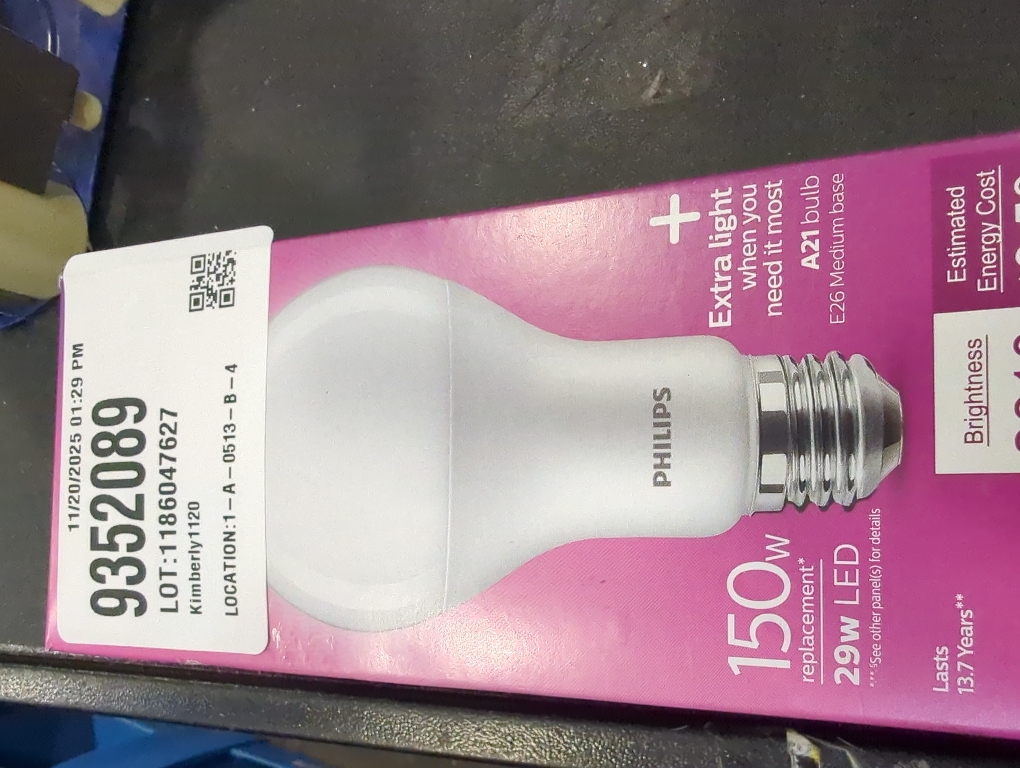 11/20/2025 01:29 PM
9352089
LOT:1186047627
Kimberly1120
LOCATION:1-A-0513-B-4
PHILIPS
+
Extra light
when you
need it most
A21 bulb
E26 Medium base
150w
replacement*
29w LED
*,**,§See other panel(s) for details
Lasts
13.7 Years**
Brightness
Estimated
Energy Cost